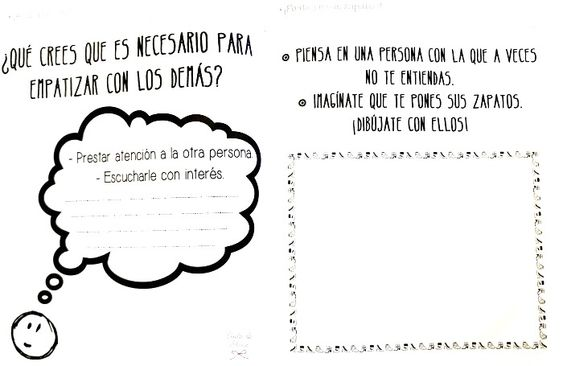 ¿QUÉ CREES QUE ES NECESARIO PARA
EMPATIZAR CON LOS DEMÁS?
- Prestar atención a la otra persona.
- Escucharle con interés.
● PIENSA EN UNA PERSONA CON LA QUE A VECES
NO TE ENTIENDAS.
● IMAGÍNATE QUE TE PONES SUS ZAPATOS.
¡DIBÚJATE CON ELLOS!